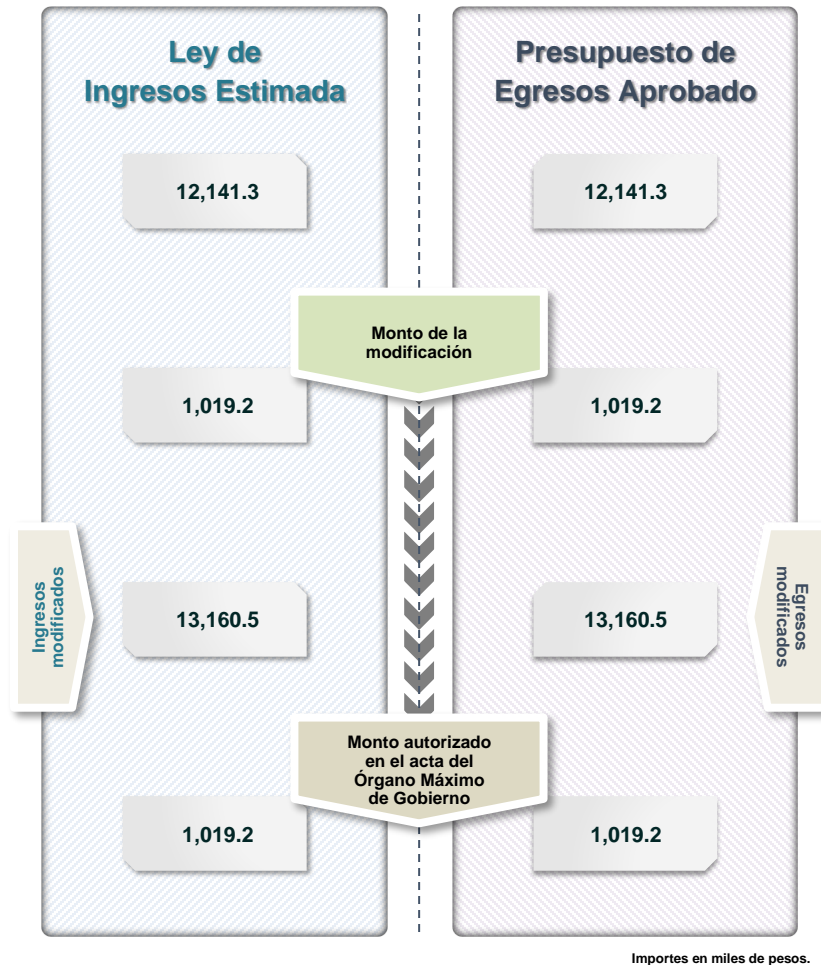 Ley de
Ingresos Estimada
Presupuesto de
Egresos Aprobado
12,141.3
12,141.3
Monto de la
modificación
1,019.2
1,019.2
Ingresos
modificados
13,160.5
13,160.5
Egresos
modificados
Monto autorizado
en el acta del
Órgano Máximo
de Gobierno
1,019.2
1,019.2
Importes en miles de pesos.